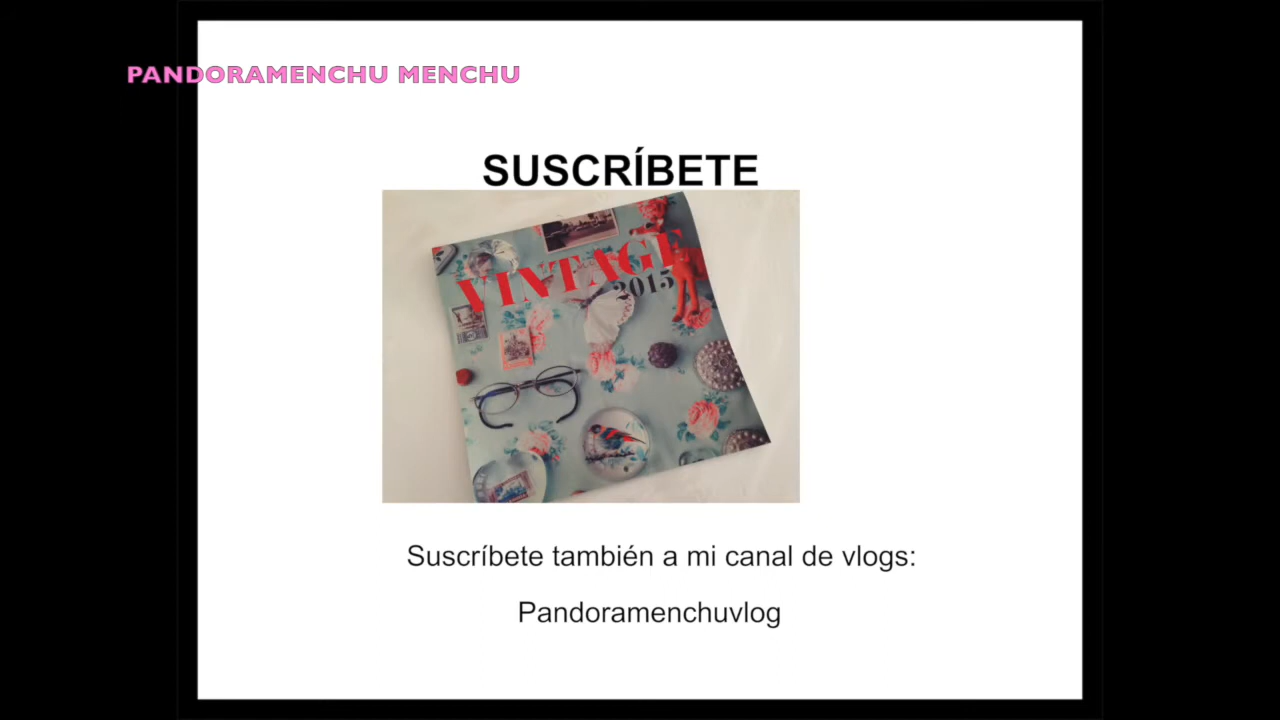 PANDORAMENCHU MENCHU
SUSCRÍBETE
VINTAGE
2015
Suscríbete también a mi canal de vlogs:
Pandoramenchuvlog